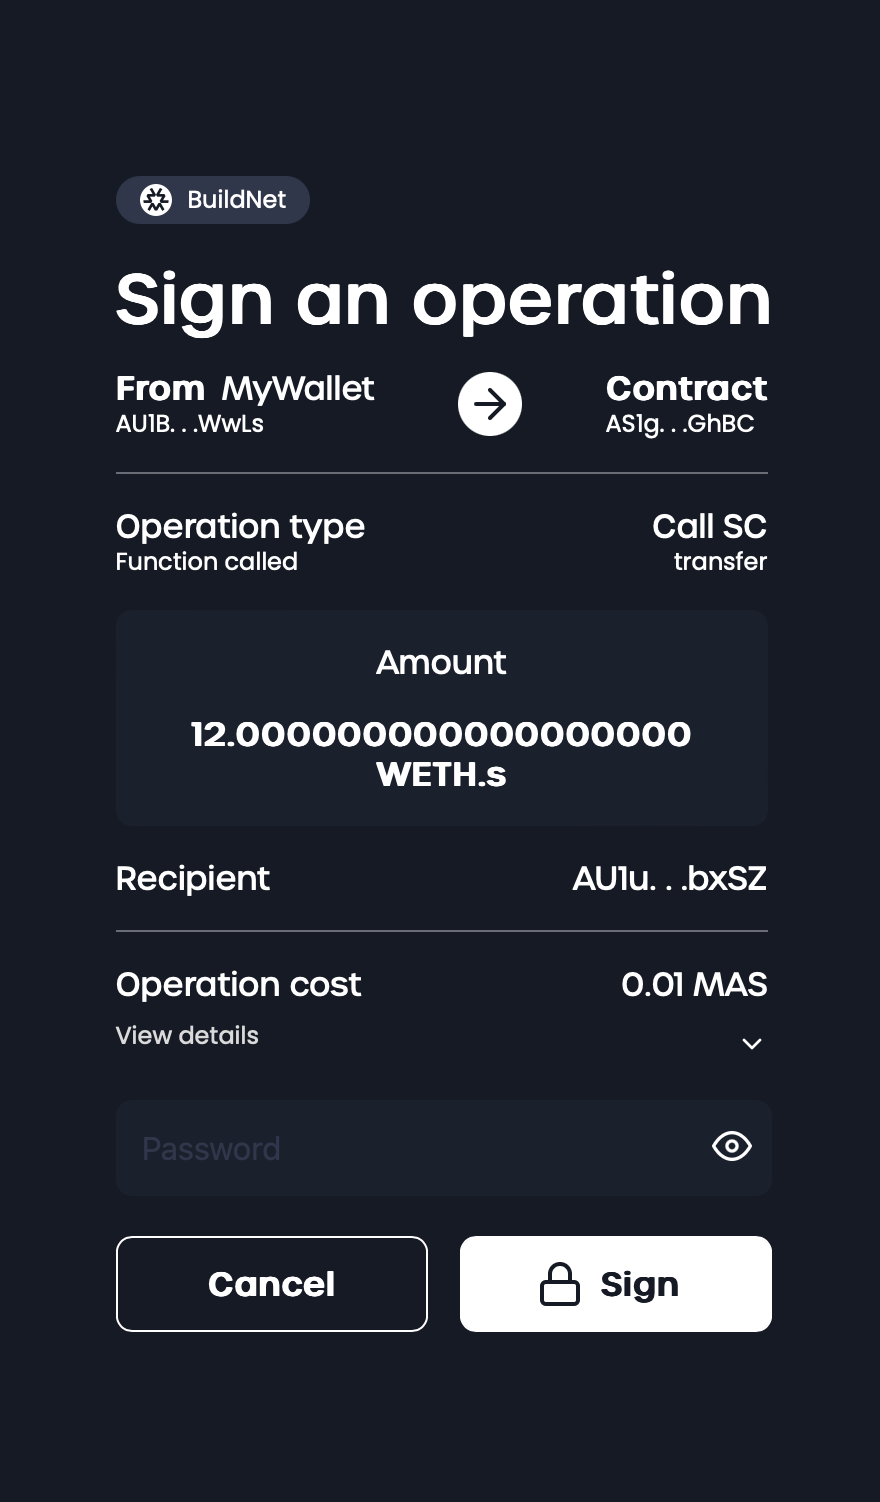 BuildNet
Sign an operation
From MyWallet
AU1B. . .WwLs
Contract
AS1g. . .GhBC
Operation type
Call SC
Function called
transfer
Amount
12.000000000000000000
WETH.s
Recipient
AU1u. . .bxSZ
Operation cost
0.01 MAS
View details
Password
Cancel
Sign